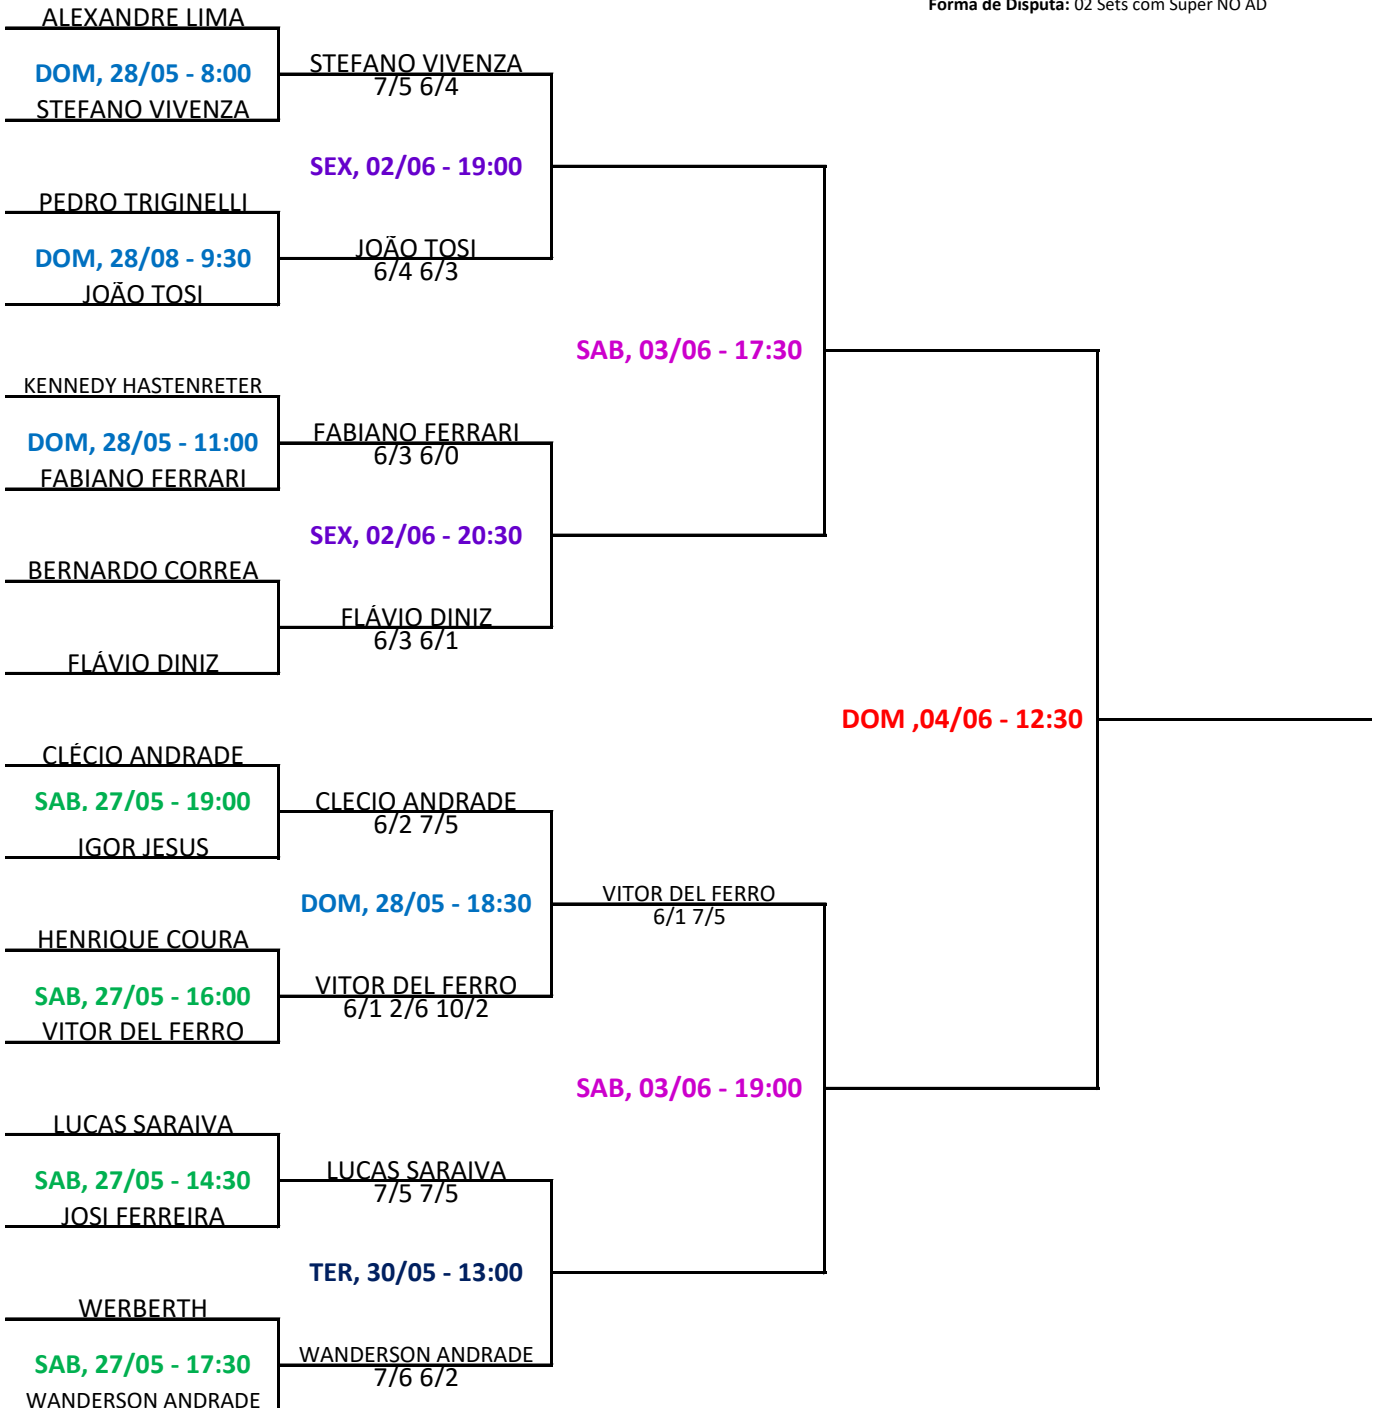 Forma de Disputa: 02 Sets com Super NO AD
ALEXANDRE LIMA
DOM, 28/05 - 8:00
STEFANO VIVENZA
STEFANO VIVENZA
7/5 6/4
SEX, 02/06 - 19:00
PEDRO TRIGINELLI
DOM, 28/08 - 9:30
JOÃO TOSI
JOÃO TOSI
6/4 6/3
SAB, 03/06 - 17:30
KENNEDY HASTENRETER
DOM, 28/05 - 11:00
FABIANO FERRARI
FABIANO FERRARI
6/3 6/0
SEX, 02/06 - 20:30
BERNARDO CORREA
FLÁVIO DINIZ
FLÁVIO DINIZ
6/3 6/1
DOM ,04/06 - 12:30
CLÉCIO ANDRADE
SAB, 27/05 - 19:00
IGOR JESUS
CLECIO ANDRADE
6/2 7/5
DOM, 28/05 - 18:30
VITOR DEL FERRO
6/1 7/5
HENRIQUE COURA
SAB, 27/05 - 16:00
VITOR DEL FERRO
VITOR DEL FERRO
6/1 2/6 10/2
SAB, 03/06 - 19:00
LUCAS SARAIVA
SAB, 27/05 - 14:30
JOSI FERREIRA
LUCAS SARAIVA
7/5 7/5
TER, 30/05 - 13:00
WERBERTH
SAB, 27/05 - 17:30
WANDERSON ANDRADE
WANDERSON ANDRADE
7/6 6/2